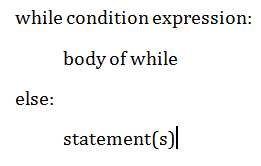 while condition expression:
body of while
else:
statement(s)